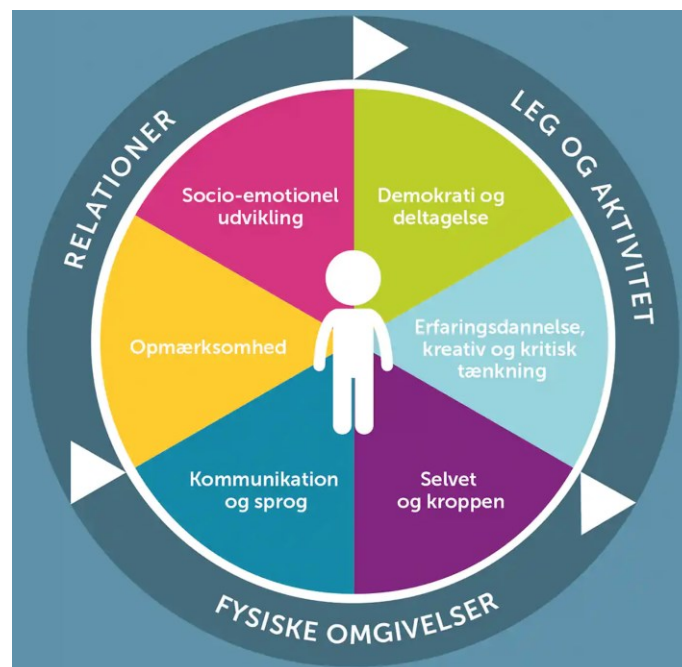 RELATIONER
LEG OG AKTIVITET
Socio-emotionel
udvikling
Demokrati og
deltagelse
Opmærksomhed
Erfaringsdannelse,
kreativ og kritisk
tænkning
Kommunikation
og sprog
Selvet
og kroppen
FYSISKE OMGIVELSER